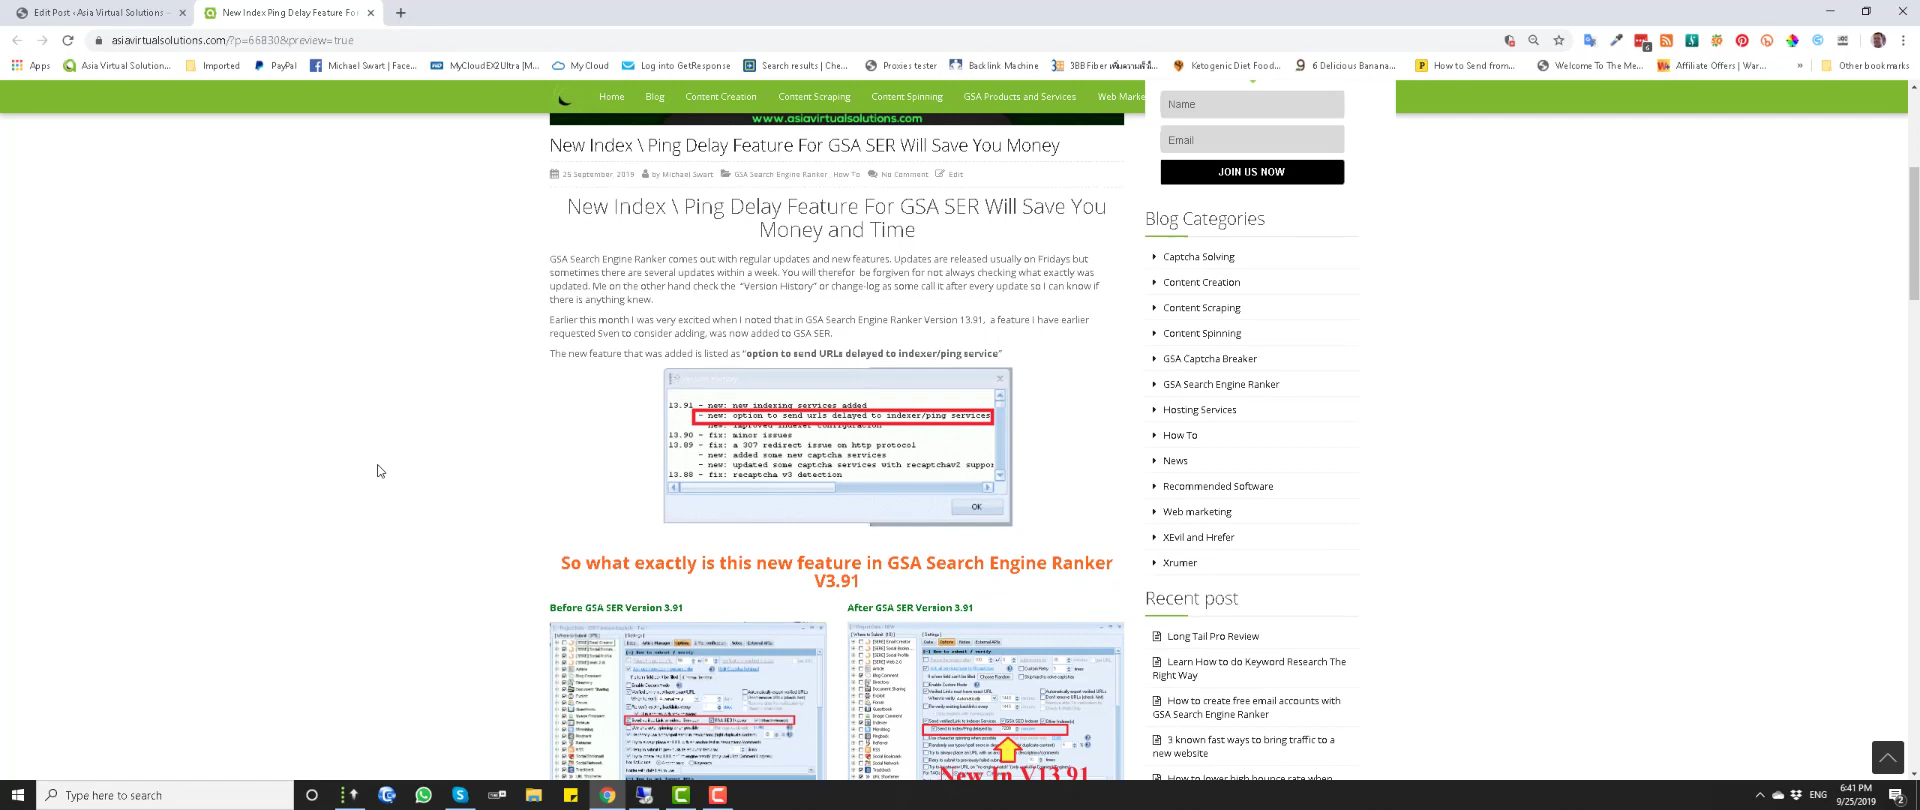 Edit Post ‹ Asia Virtual Solutions —
New Index Ping Delay Feature Fo
asiavirtualsolutions.com/?p=66830&preview=true
6
Apps
Asia Virtual Solution...
Imported
PayPal
Michael Swart | Face...
MyCloudEX2Ultra [M...
My Cloud
Log into GetResponse
Search results | Che...
Proxies tester
Back link Machine
Ketogenic Diet Food...
6 Delicious Banana...
How to Send from...
Welcome To The Me...
Affiliate Offers | War...
»
Other bookmarks
Home
Blog
Content Creation
Content Scraping
Content Spinning
GSA Products and Services
Web Marke
www.asiavirtualsolutions.com
New Index \ Ping Delay Feature For GSA SER Will Save You Money
25 September, 2019
by Michael Swart
GSA Search Engine Ranker, How To
No Comment
Edit
New Index \ Ping Delay Feature For GSA SER Will Save You
Money and Time
GSA Search Engine Ranker comes out with regular updates and new features. Updates are released usually on Fridays but
sometimes there are several updates within a week. You will therefor be forgiven for not always checking what exactly was
updated. Me on the other hand check the “Version History” or change-log as some call it after every update so I can know if
there is anything knew.
Earlier this month I was very excited when I noted that in GSA Search Engine Ranker Version 13.91, a feature I have earlier
requested Sven to consider adding, was now added to GSA SER.
The new feature that was added is listed as “option to send URLs delayed to indexer/ping service”
13.91 - new: new indexing services added
- new: option to send urls delayed to indexer/ping services
- new: improved indexer configuration
13.90 - fix: minor issues
13.89 - fix: a 307 redirect issue on http protocol
- new: added some new captcha services
- new: updated some captcha services with recaptchav2 suppor
13.88 - fix: recaptcha v3 detection
OK
So what exactly is this new feature in GSA Search Engine Ranker
V3.91
Before GSA SER Version 3.91
After GSA SER Version 3.91
New In V13.91
Name
Email
JOIN US NOW
Blog Categories
Captcha Solving
Content Creation
Content Scraping
Content Spinning
GSA Captcha Breaker
GSA Search Engine Ranker
Hosting Services
How To
News
Recommended Software
Web marketing
XEvil and Hrefer
Xrumer
Recent post
Long Tail Pro Review
Learn How to do Keyword Research The
Right Way
How to create free email accounts with
GSA Search Engine Ranker
3 known fast ways to bring traffic to a
new website
How to lower high bounce rate when
Type here to search
ENG
6:41 PM
9/25/2019
2